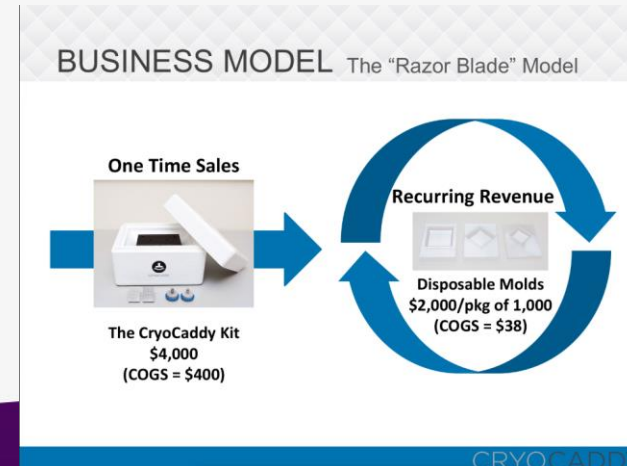 BUSINESS MODEL The “Razor Blade” Model
One Time Sales
The CryoCaddy Kit
$4,000
(COGS = $400)
Recurring Revenue
Disposable Molds
$2,000/pkg of 1,000
(COGS = $38)
CRYOCADD